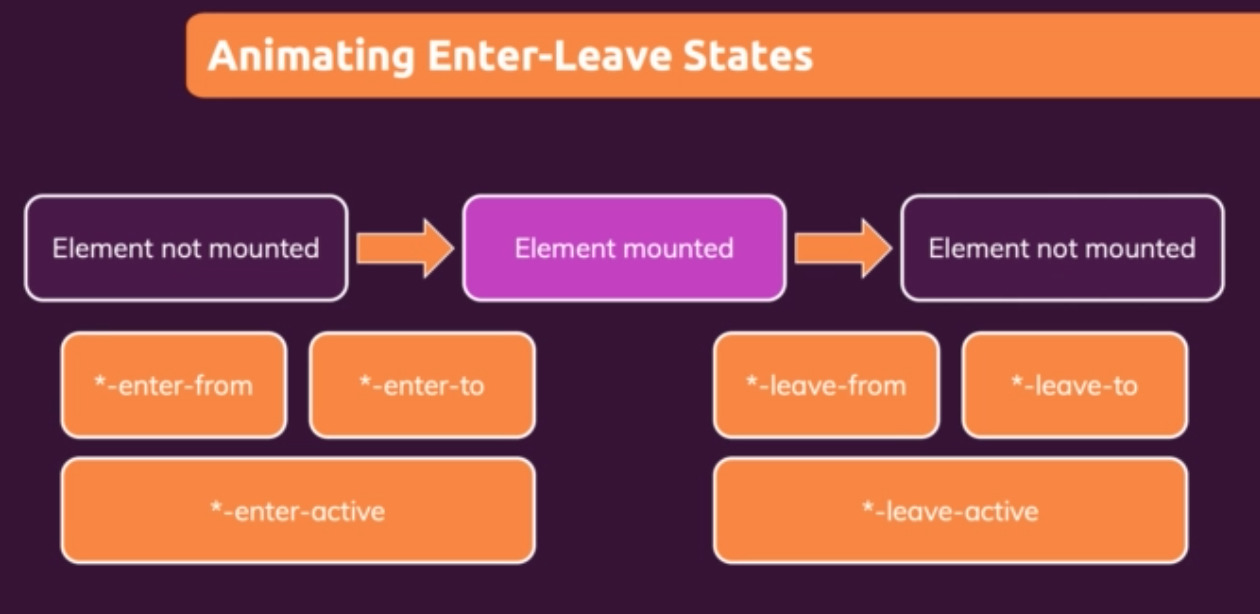 Animating Enter-Leave States
Element not mounted
Element mounted
Element not mounted
*-enter-from
*-enter-to
*-leave-from
*-leave-to
*-enter-active
*-leave-active